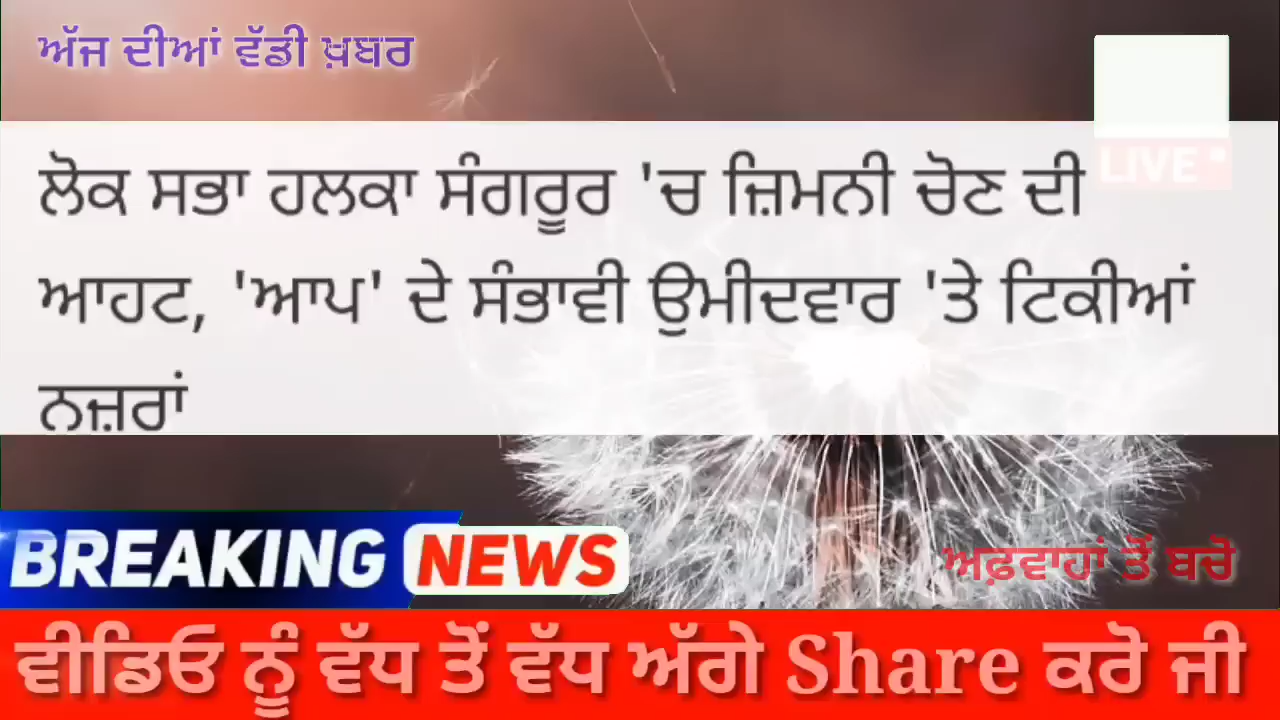 ਅੱਜ ਦੀਆਂ ਵੱਡੀ ਖ਼ਬਰ
LIVE
ਲੋਕ ਸਭਾ ਹਲਕਾ ਸੰਗਰੂਰ 'ਚ ਜ਼ਿਮਨੀ ਚੋਣ ਦੀ
ਆਹਟ, 'ਆਪ' ਦੇ ਸੰਭਾਵੀ ਉਮੀਦਵਾਰ 'ਤੇ ਟਿਕੀਆਂ
ਨਜ਼ਰਾਂ
BREAKING NEWS
ਅਫ਼ਵਾਹਾਂ ਤੋਂ ਬਚੋ
ਵੀਡਿਓ ਨੂੰ ਵੱਧ ਤੋਂ ਵੱਧ ਅੱਗੇ Share ਕਰੋ ਜੀ